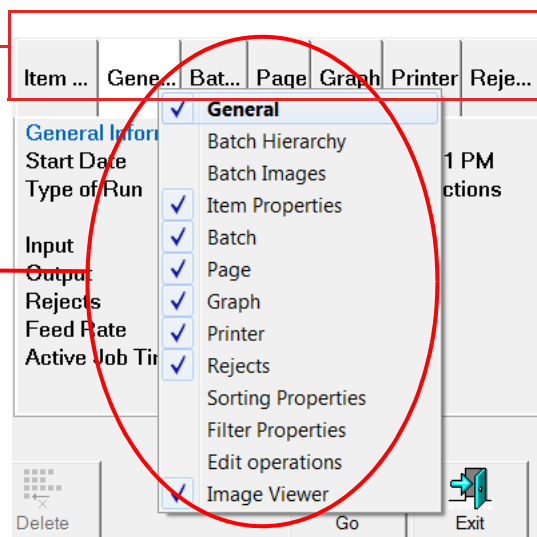 Item ... Gene... Bat... Page Graph Printer Reje...
General
General Infor
Batch Hierarchy
Start Date 1 PM
Batch Images
Type of Run ctions
Item Properties
Input
Batch
Output
Page
Rejects
Graph
Feed Rate
Printer
Active Job Ti
Rejects
Sorting Properties
Filter Properties
Edit operations
Image Viewer
Delete Go Exit